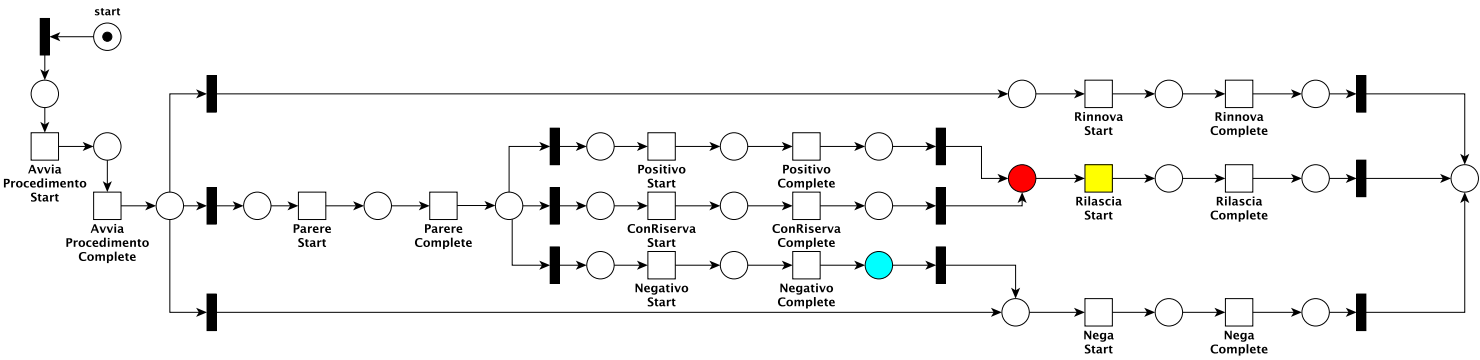 start
Avvia
Procedimento
Start
Avvia
Procedimento
Complete
Parere
Start
Parere
Complete
Positivo
Start
Positivo
Complete
ConRiserva
Start
ConRiserva
Complete
Negativo
Start
Negativo
Complete
Rinnova
Start
Rinnova
Complete
Rilascia
Start
Rilascia
Complete
Nega
Start
Nega
Complete